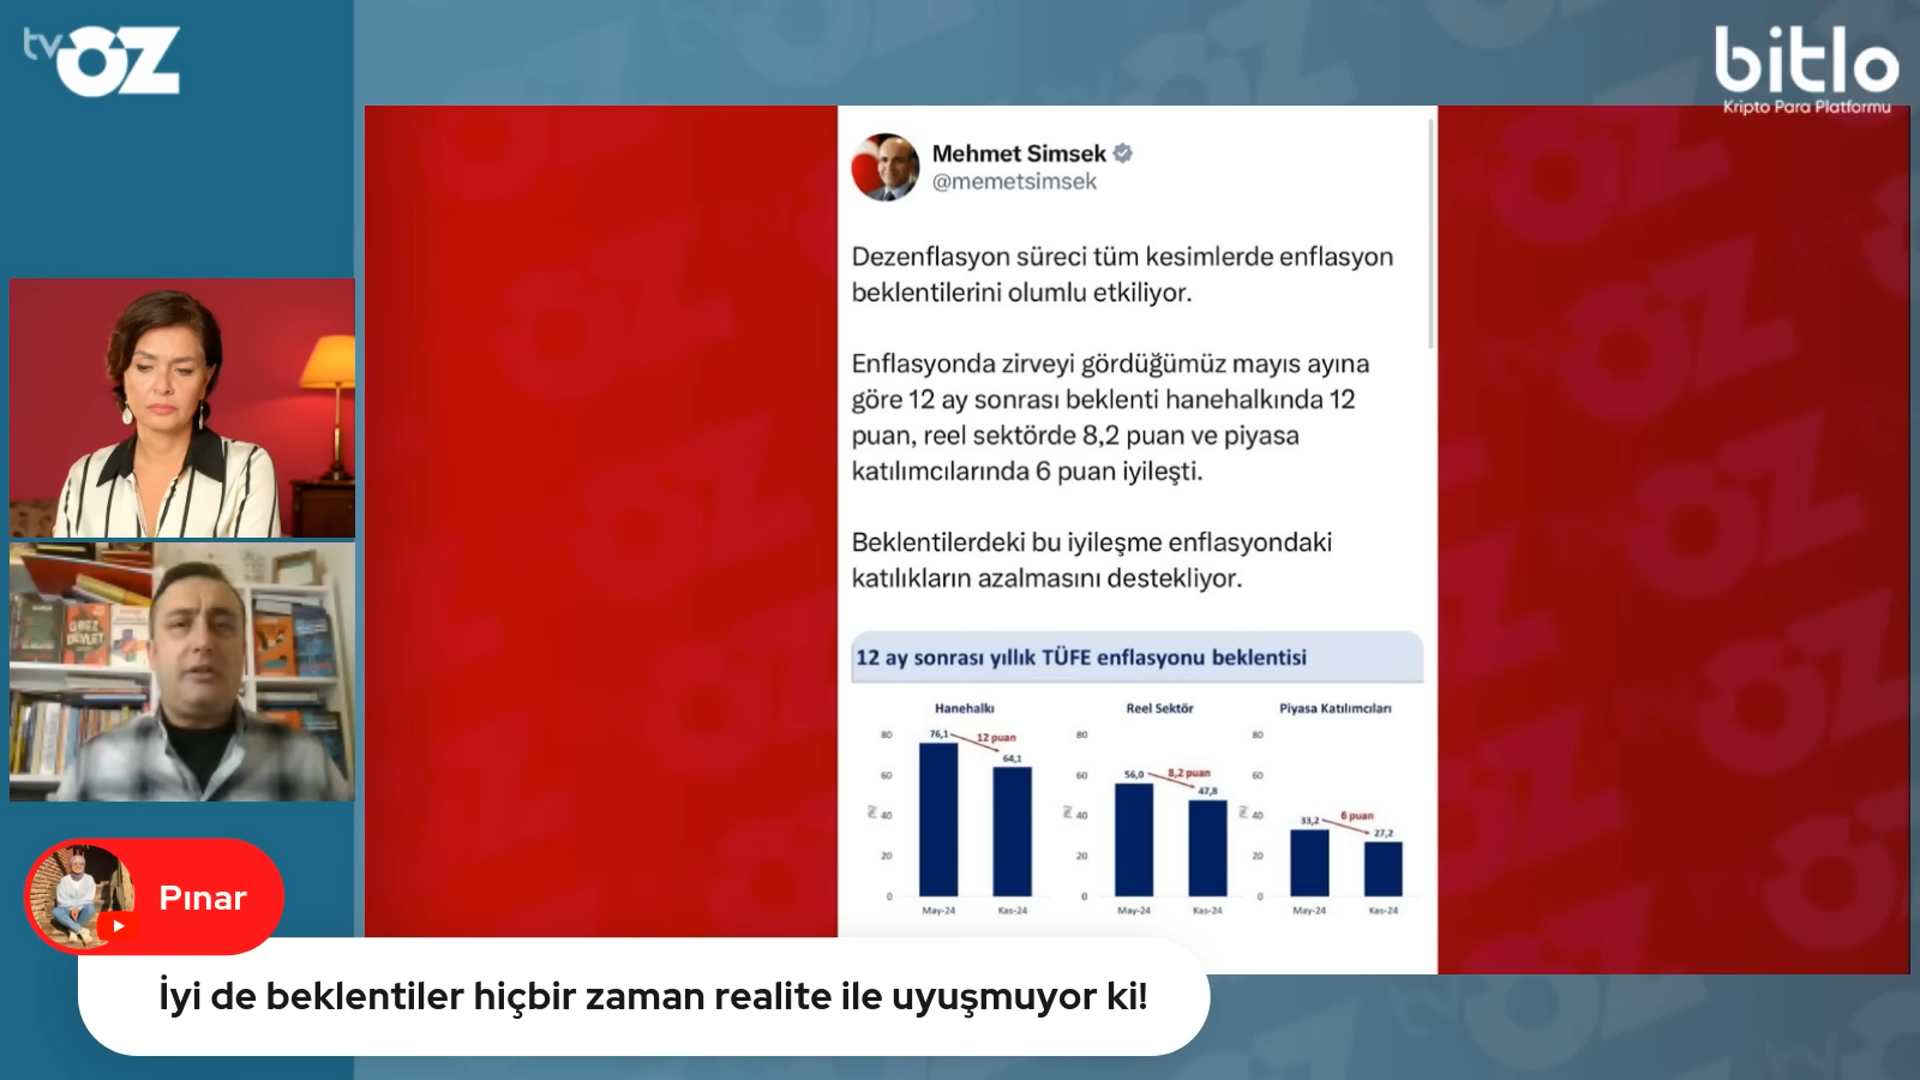 tv ÖZ
bitlo
Kripto Para Platformu
Mehmet Simsek
@memetsimsek
Dezenflasyon süreci tüm kesimlerde enflasyon
beklentilerini olumlu etkiliyor.
Enflasyonda zirveyi gördüğümüz mayıs ayına
göre 12 ay sonrası beklenti hanehalkında 12
puan, reel sektörde 8,2 puan ve piyasa
katılımcılarında 6 puan iyileşti.
Beklentilerdeki bu iyileşme enflasyondaki
katılıkların azalmasını destekliyor.
12 ay sonrası yıllık TÜFE enflasyonu beklentisi
Hanehalkı
80
60
40
20
0
(%)
76,1
12 puan
64,1
May-24
Kas-24
Reel Sektör
80
60
40
20
0
(%)
56,0
8,2 puan
47,8
May-24
Kas-24
Piyasa Katılımcıları
80
60
40
20
0
(%)
33,2
6 puan
27,2
May-24
Kas-24
Pınar
İyi de beklentiler hiçbir zaman realite ile uyuşmuyor ki!